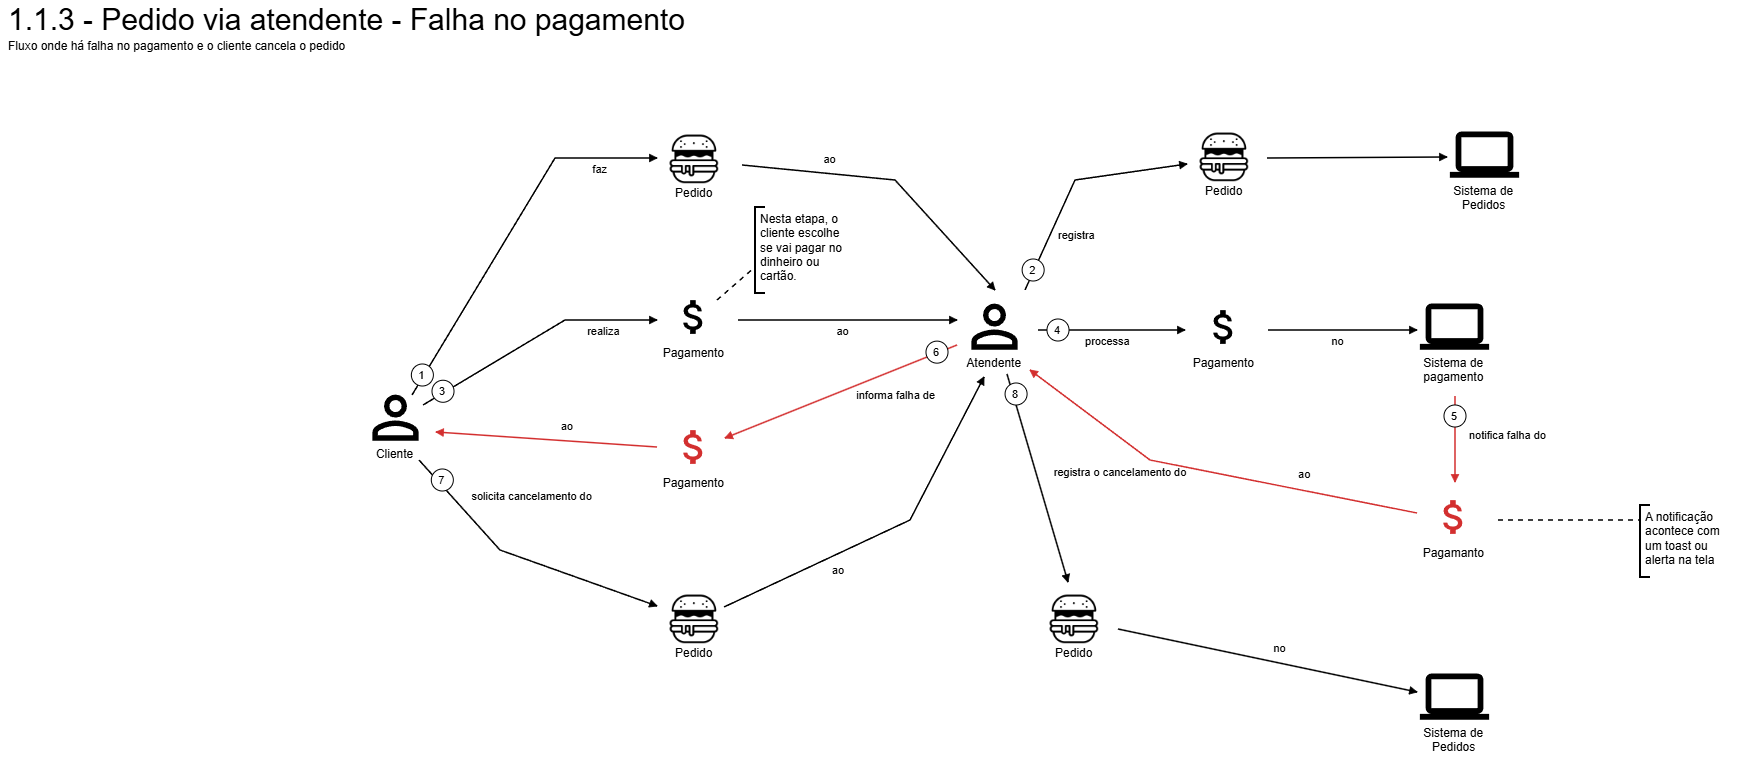 1.1.3 - Pedido via atendente - Falha no pagamento
Fluxo onde há falha no pagamento e o cliente cancela o pedido
faz
Pedido
ao
Pedido
Sistema de
Pedidos
Nesta etapa, o
cliente escolhe
se vai pagar no
dinheiro ou
cartão.
registra
2
realiza
Pagamento
ao
Atendente
4
processa
Pagamento
no
Sistema de
pagamento
1
3
6
informa falha de
8
5
notifica falha do
Cliente
ao
Pagamento
registra o cancelamento do
ao
7
solicita cancelamento do
Pagamanto
A notificação
acontece com
um toast ou
alerta na tela
ao
Pedido
Pedido
no
Sistema de
Pedidos